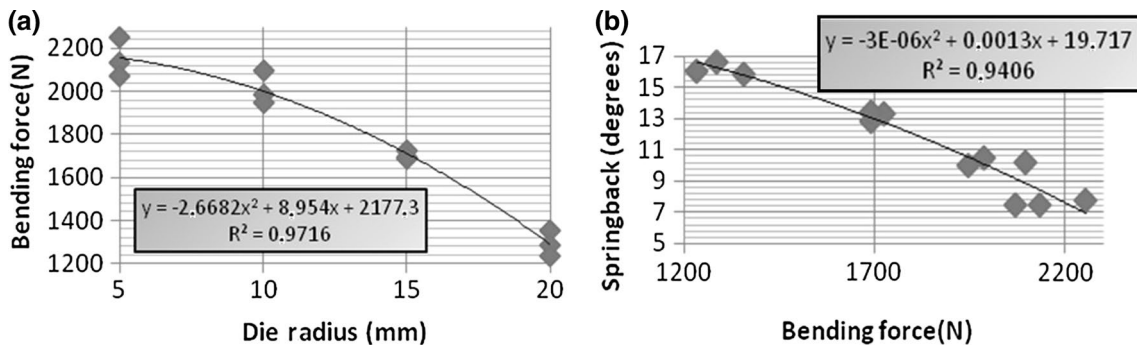 (a)
Bending force(N)
2200
2000
1800
1600
1400
1200
y = -2.6682x² + 8.954x + 2177.3
R² = 0.9716
5
10
15
20
Die radius (mm)
(b)
Springback (degrees)
17
15
13
11
9
7
5
y = -3E-06x² + 0.0013x + 19.717
R² = 0.9406
1200
1700
2200
Bending force(N)